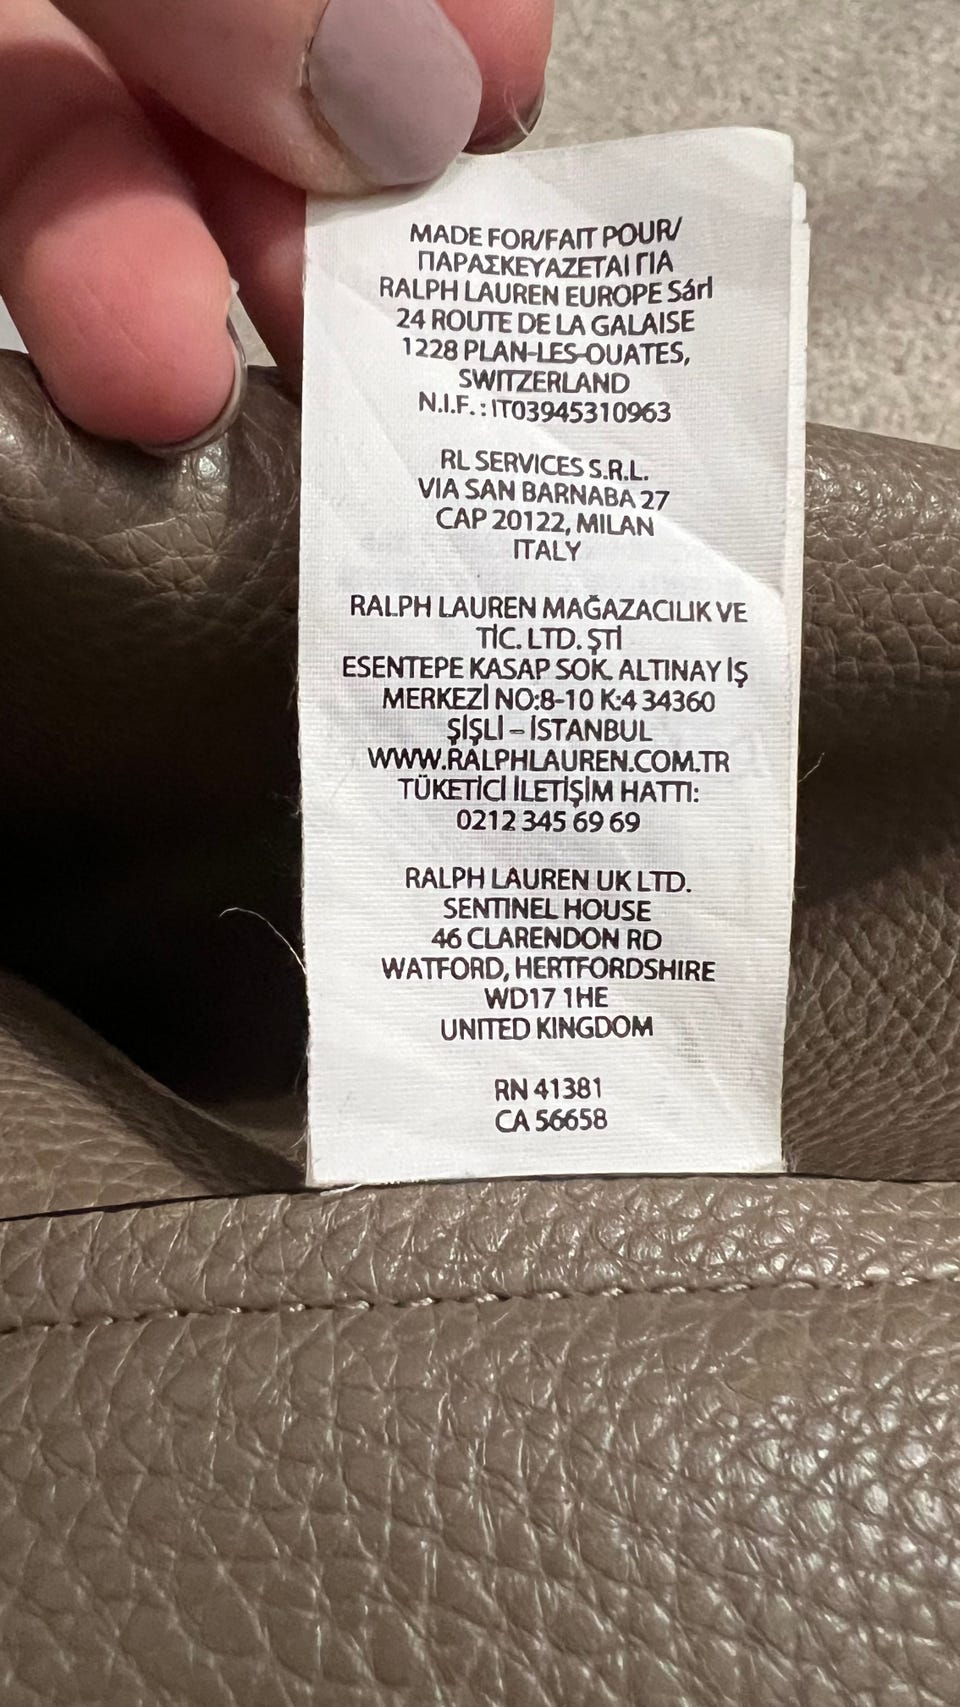 MADE FOR/FAIT POUR/
ΠΑΡΑΣΚΕΥΑΖΕΤΑΙ ΓΙΑ
RALPH LAUREN EUROPE Sárl
24 ROUTE DE LA GALAISE
1228 PLAN-LES-OUATES,
SWITZERLAND
N.I.F. : IT03945310963
RL SERVICES S.R.L.
VIA SAN BARNABA 27
CAP 20122, MILAN
ITALY
RALPH LAUREN MAĞAZACILIK VE
TİC. LTD. ŞTİ
ESENTEPE KASAP SOK. ALTINAY İŞ
MERKEZİ NO:8-10 K:4 34360
ŞİŞLİ – İSTANBUL
WWW.RALPHLAUREN.COM.TR
TÜKETİCİ İLETİŞİM HATTI:
0212 345 69 69
RALPH LAUREN UK LTD.
SENTINEL HOUSE
46 CLARENDON RD
WATFORD, HERTFORDSHIRE
WD17 1HE
UNITED KINGDOM
RN 41381
CA 56658